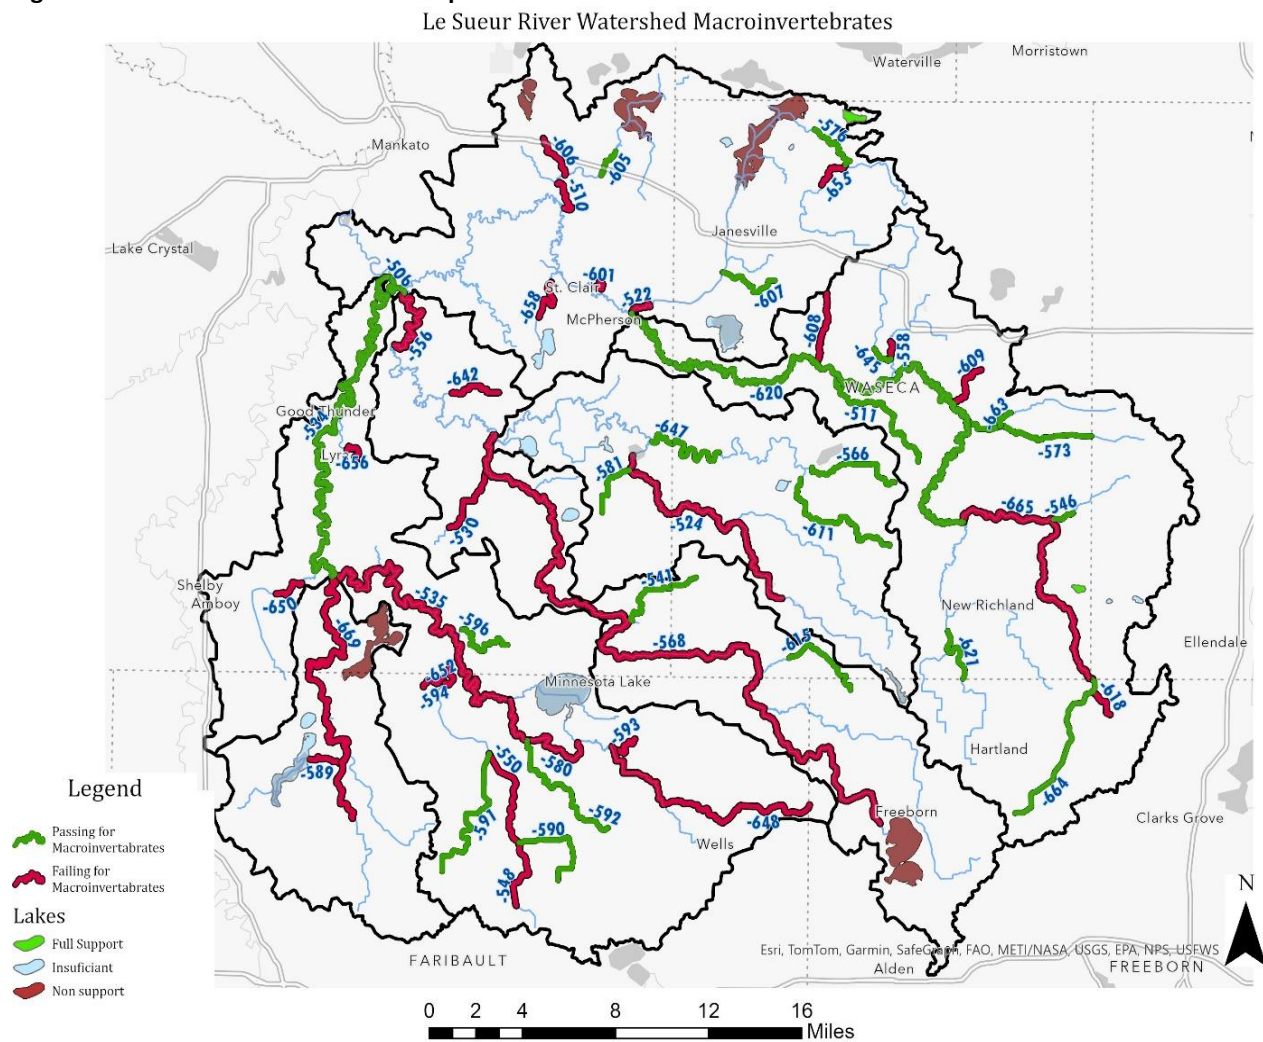 Le Sueur River Watershed Macroinvertebrates
Morristown
Waterville
Mankato
-606
-605
-510
-576
-655
Lake Crystal
Janesville
-506
-601
St. Clair
-658
-522
McPherson
-607
-556
-608
-645
-558
-609
-642
-620
WASECA
-511
Good Thunder
-534
-663
-573
-647
Lyra
-656
-581
-566
-530
-524
-611
-665
-546
Shelby
Amboy
-650
-535
-541
New Richland
-669
-596
-568
-615
-621
Ellendale
-652
-594
Minnesota Lake
-618
-593
Hartland
-550
-580
-589
-664
-592
-597
-590
Freeborn
-648
Clarks Grove
Wells
-548
Legend
Passing for
Macroinvertabrates
Failing for
Macroinvertabrates
Lakes
Full Support
Insuficiant
Non support
N
Esri, TomTom, Garmin, SafeGraph, FAO, METI/NASA, USGS, EPA, NPS, USFWS
FARIBAULT
Alden
FREEBORN
0 2 4 8 12 16
Miles